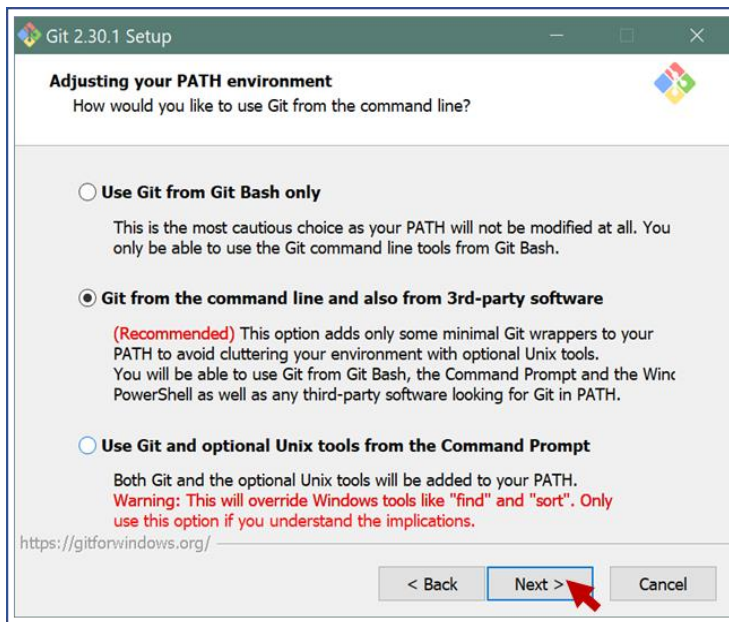 Git 2.30.1 Setup
Adjusting your PATH environment
How would you like to use Git from the command line?
Use Git from Git Bash only
This is the most cautious choice as your PATH will not be modified at all. You
only be able to use the Git command line tools from Git Bash.
Git from the command line and also from 3rd-party software
(Recommended) This option adds only some minimal Git wrappers to your
PATH to avoid cluttering your environment with optional Unix tools.
You will be able to use Git from Git Bash, the Command Prompt and the
PowerShell as well as any third-party software looking for Git in PATH.
Use Git and optional Unix tools from the Command Prompt
Both Git and the optional Unix tools will be added to your PATH.
Warning: This will override Windows tools like "find" and "sort". Only
use this option if you understand the implications.
https://gitforwindows.org/
< Back
Next >
Cancel